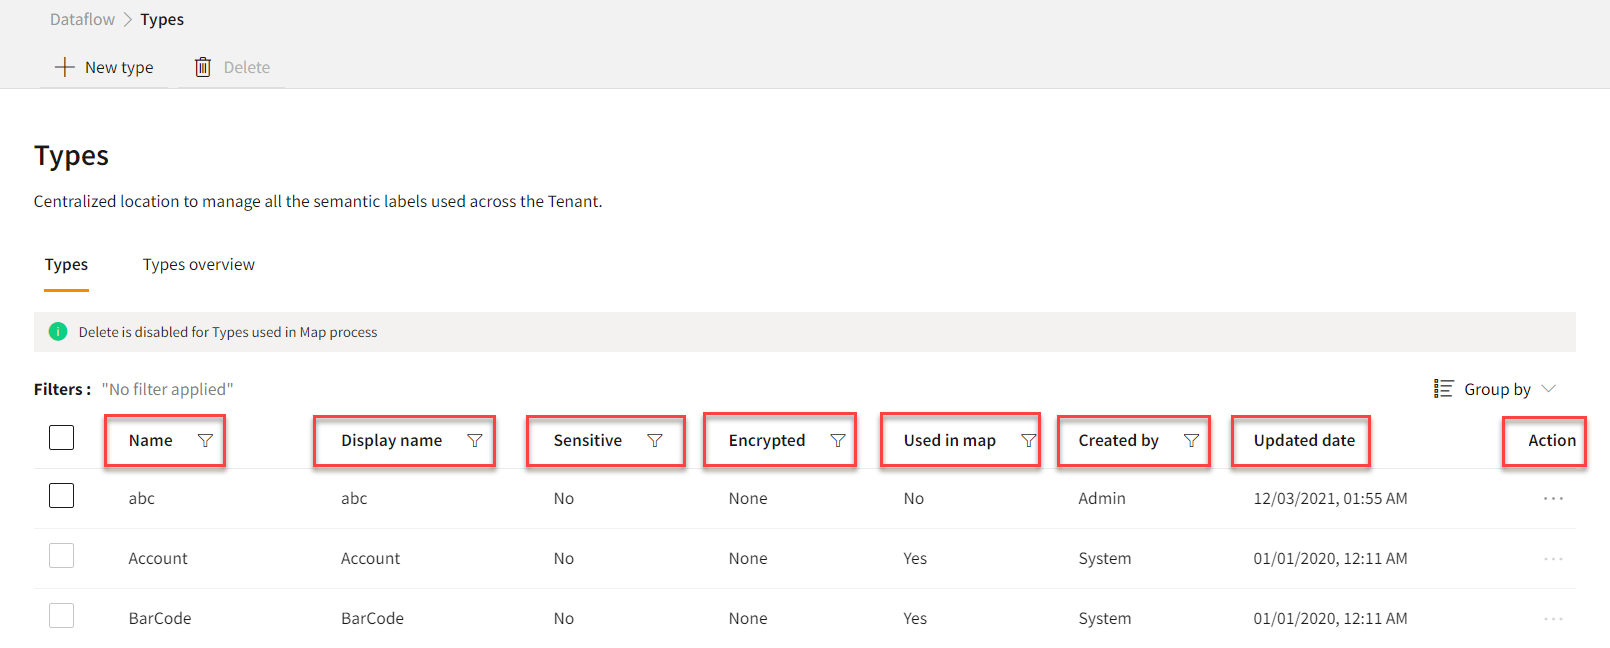 Dataflow > Types
New type Delete
Types
Centralized location to manage all the semantic labels used across the Tenant.
Types Types overview
Delete is disabled for Types used in Map process
Filters : "No filter applied" Group by
Name Display name Sensitive Encrypted Used in map Created by Updated date Action
abc abc No None No Admin 12/03/2021, 01:55 AM ...
Account Account No None Yes System 01/01/2020, 12:11 AM ...
BarCode BarCode No None Yes System 01/01/2020, 12:11 AM ...